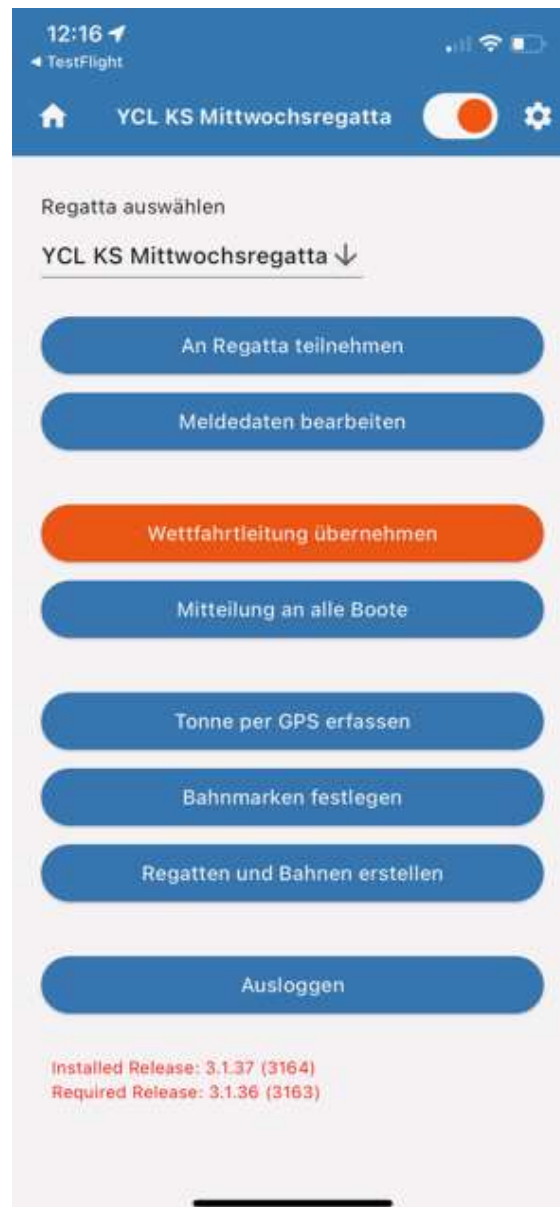 12:16
TestFlight
YCL KS Mittwochsregatta
Regatta auswählen
YCL KS Mittwochsregatta
An Regatta teilnehmen
Meldedaten bearbeiten
Wettfahrtleitung übernehmen
Mitteilung an alle Boote
Tonne per GPS erfassen
Bahnmarken festlegen
Regatten und Bahnen erstellen
Ausloggen
Installed Release: 3.1.37 (3164)
Required Release: 3.1.36 (3163)